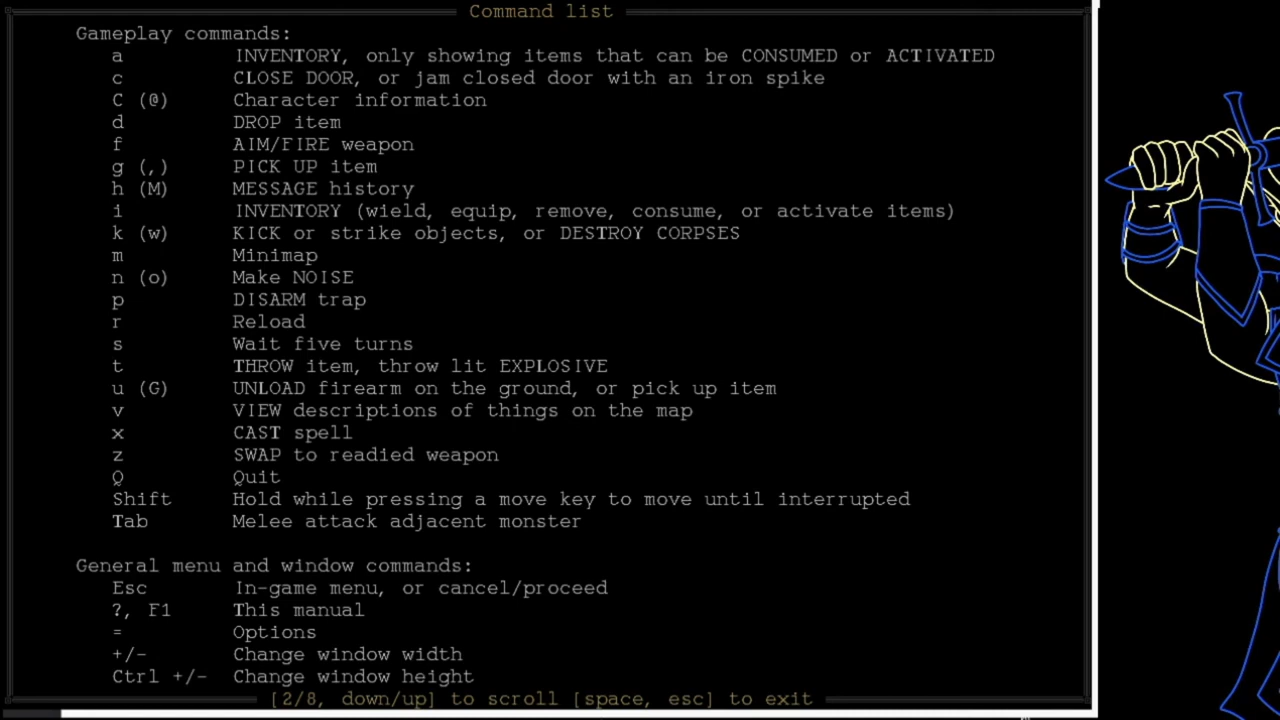 Command list
Gameplay commands:
a INVENTORY, only showing items that can be CONSUMED or ACTIVATED
c CLOSE DOOR, or jam closed door with an iron spike
C (@) Character information
d DROP item
f AIM/FIRE weapon
g (,) PICK UP item
h (M) MESSAGE history
i INVENTORY (wield, equip, remove, consume, or activate items)
k (w) KICK or strike objects, or DESTROY CORPSES
m Minimap
n (o) Make NOISE
p DISARM trap
r Reload
s Wait five turns
t THROW item, throw lit EXPLOSIVE
u (G) UNLOAD firearm on the ground, or pick up item
v VIEW descriptions of things on the map
x CAST spell
z SWAP to readied weapon
Q Quit
Shift Hold while pressing a move key to move until interrupted
Tab Melee attack adjacent monster
General menu and window commands:
Esc In-game menu, or cancel/proceed
?, F1 This manual
= Options
+/- Change window width
Ctrl +/- Change window height
[2/8, down/up] to scroll [space, esc] to exit